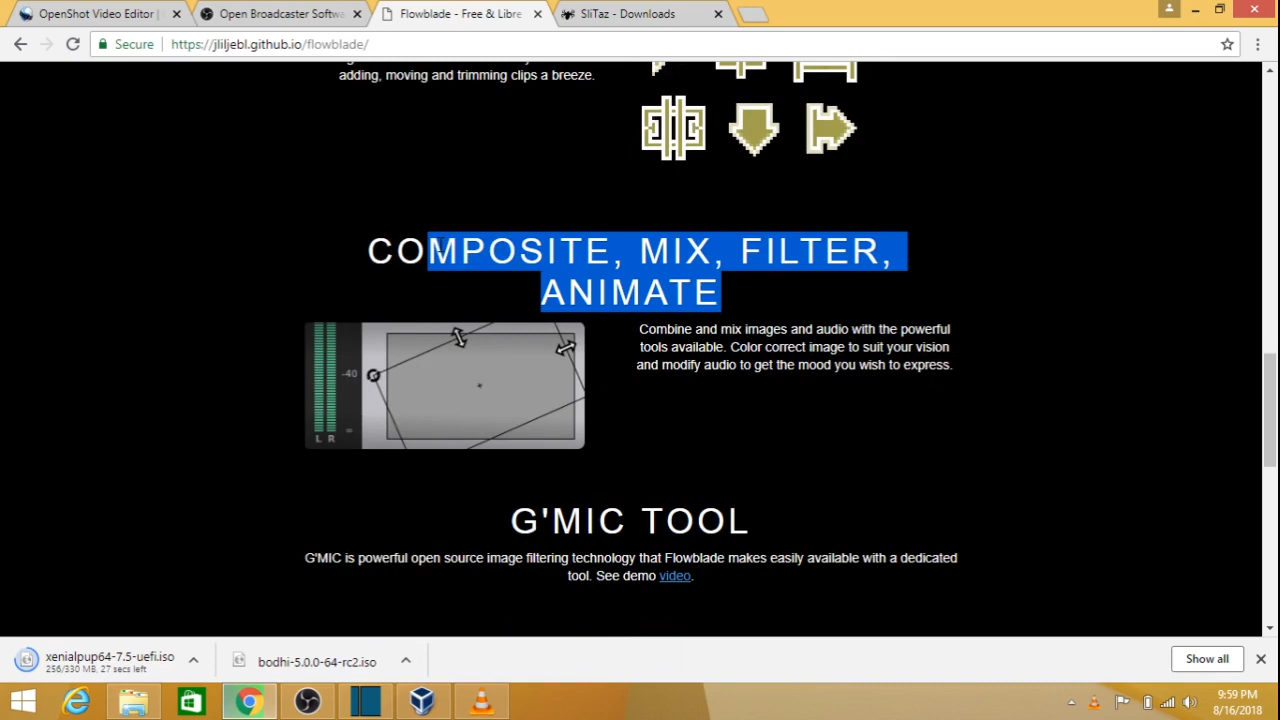 OpenShot Video Editor |
Open Broadcaster Softwa
Flowblade - Free & Libre
SliTaz - Downloads
Secure
https://jliljebl.github.io/flowblade/
adding, moving and trimming clips a breeze.
COMPOSITE, MIX, FILTER,
ANIMATE
-40
∞
L R
Combine and mix images and audio with the powerful
tools available. Color correct image to suit your vision
and modify audio to get the mood you wish to express.
G'MIC TOOL
G'MIC is powerful open source image filtering technology that Flowblade makes easily available with a dedicated
tool. See demo video.
xenialpup64-7.5-uefi.iso
256/330 MB, 27 secs left
bodhi-5.0.0-64-rc2.iso
Show all
9:59 PM
8/16/2018